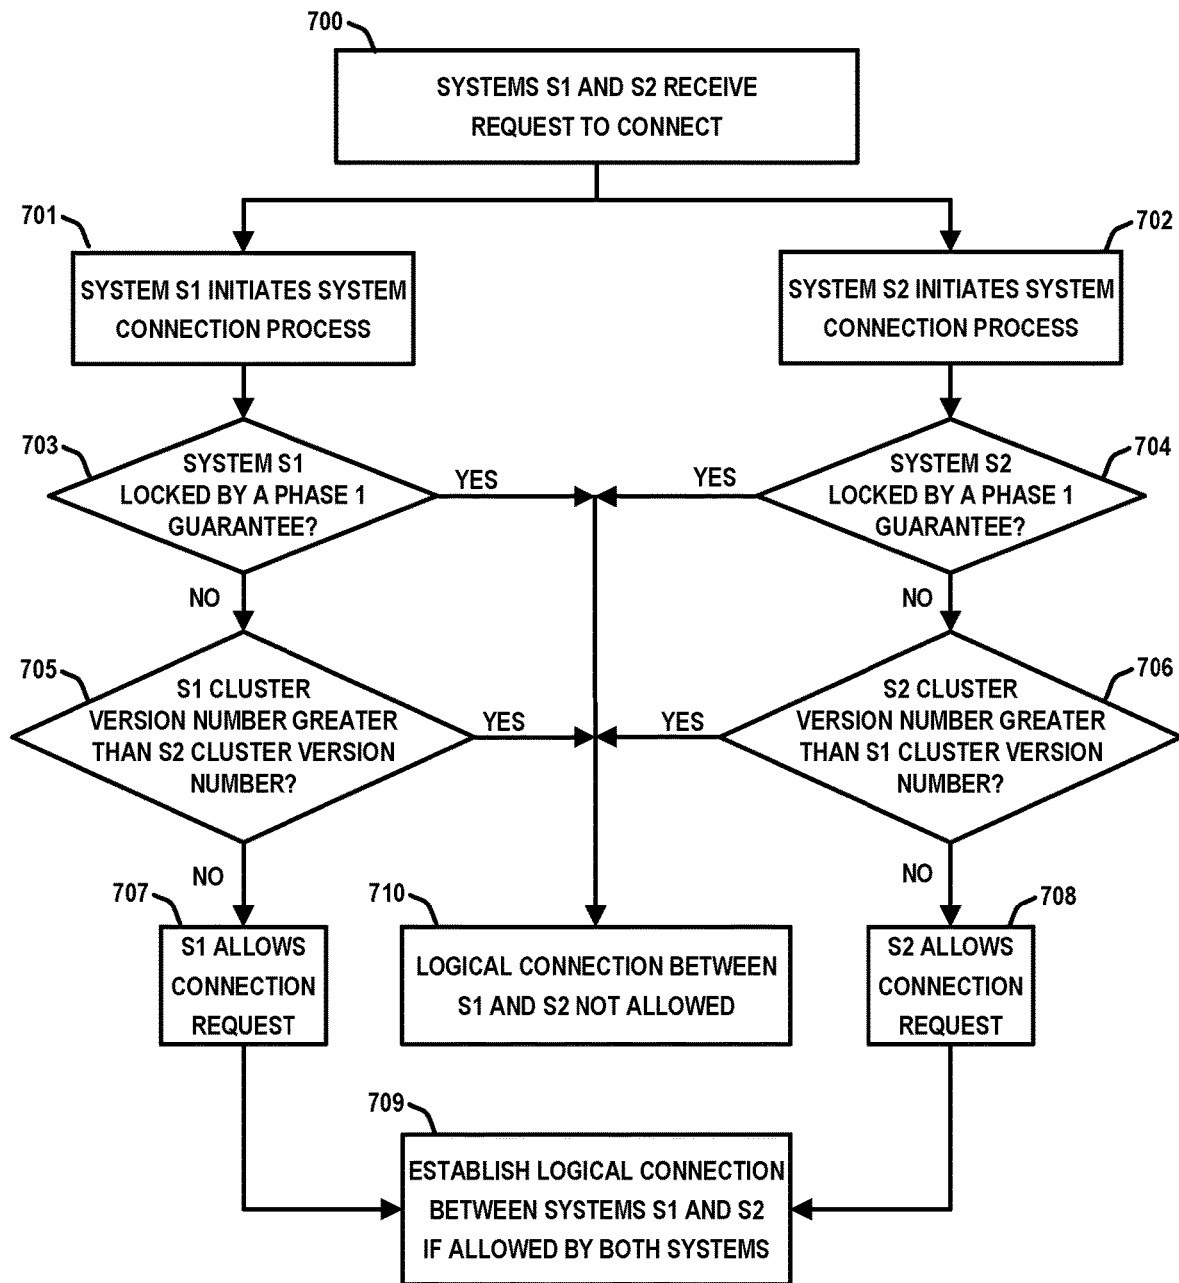 700
SYSTEMS S1 AND S2 RECEIVE
REQUEST TO CONNECT
701
SYSTEM S1 INITIATES SYSTEM
CONNECTION PROCESS
702
SYSTEM S2 INITIATES SYSTEM
CONNECTION PROCESS
703
SYSTEM S1
LOCKED BY A PHASE 1
GUARANTEE?
YES
NO
704
SYSTEM S2
LOCKED BY A PHASE 1
GUARANTEE?
YES
NO
705
S1 CLUSTER
VERSION NUMBER GREATER
THAN S2 CLUSTER VERSION
NUMBER?
YES
NO
706
S2 CLUSTER
VERSION NUMBER GREATER
THAN S1 CLUSTER VERSION
NUMBER?
YES
NO
707
S1 ALLOWS
CONNECTION
REQUEST
710
LOGICAL CONNECTION BETWEEN
S1 AND S2 NOT ALLOWED
708
S2 ALLOWS
CONNECTION
REQUEST
709
ESTABLISH LOGICAL CONNECTION
BETWEEN SYSTEMS S1 AND S2
IF ALLOWED BY BOTH SYSTEMS